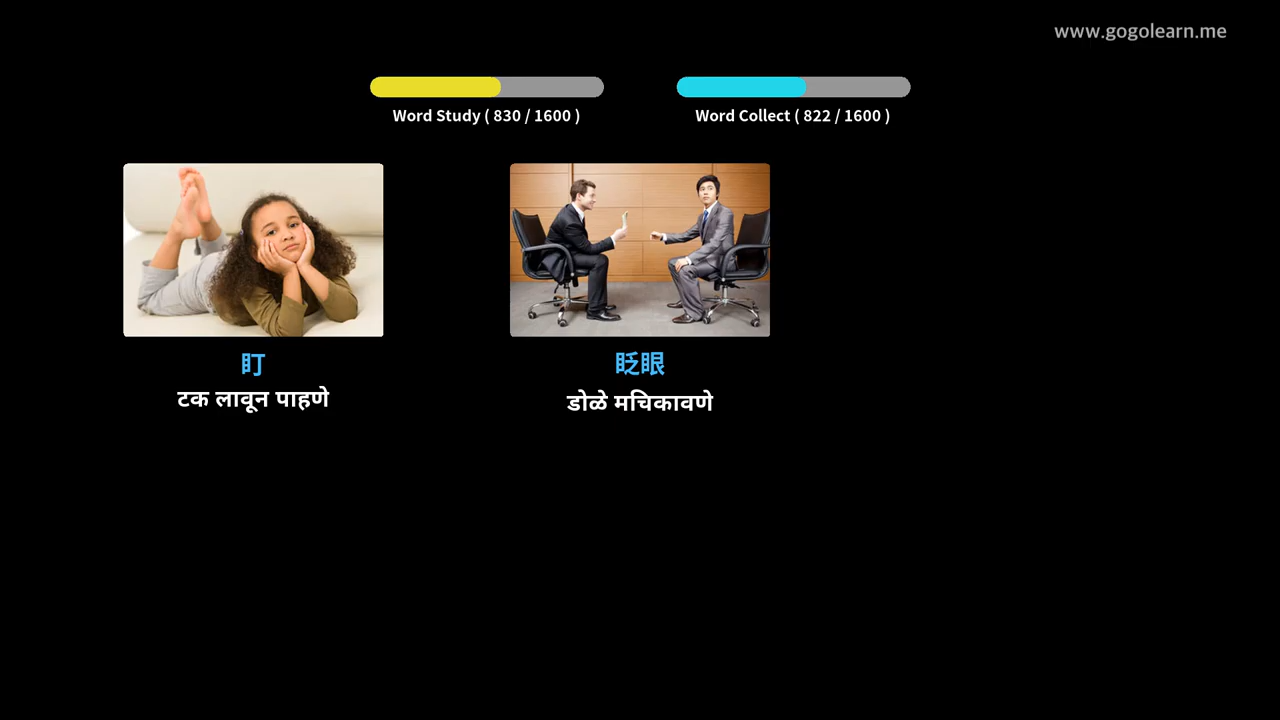 www.gogolearn.me
Word Study ( 830 / 1600 )
Word Collect ( 822 / 1600 )
盯
टक लावून पाहणे
眨眼
डोळे मचिकावणे